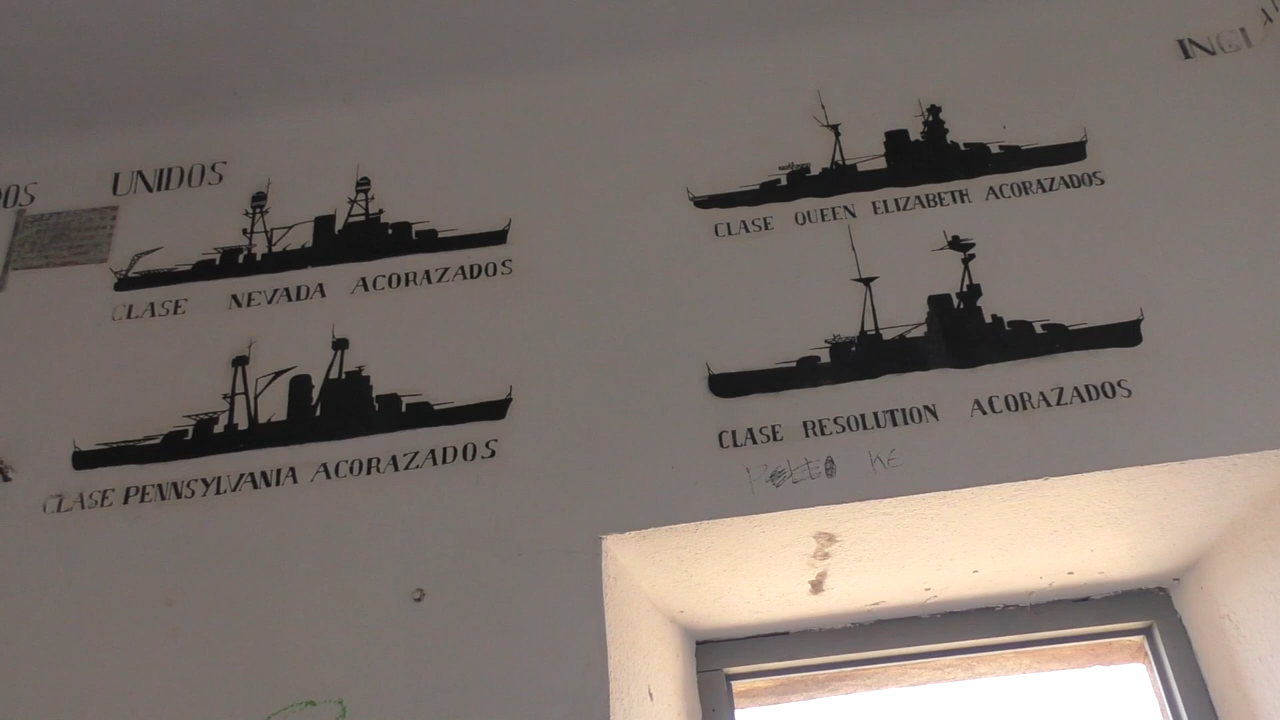 UNIDOS
CLASE NEVADA ACORAZADOS
CLASE PENNSYLVANIA ACORAZADOS
CLASE QUEEN ELIZABETH ACORAZADOS
CLASE RESOLUTION ACORAZADOS